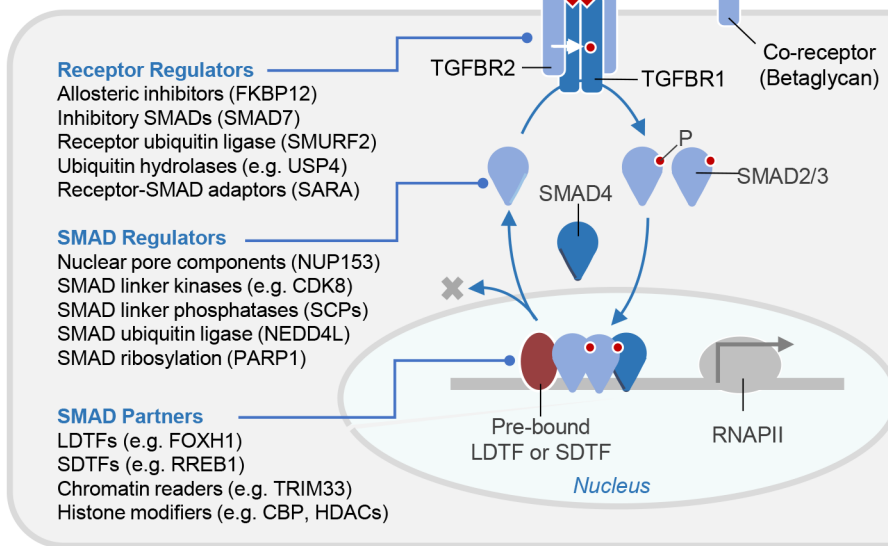 Receptor Regulators
Allosteric inhibitors (FKBP12)
Inhibitory SMADs (SMAD7)
Receptor ubiquitin ligase (SMURF2)
Ubiquitin hydrolases (e.g. USP4)
Receptor-SMAD adaptors (SARA)
SMAD Regulators
Nuclear pore components (NUP153)
SMAD linker kinases (e.g. CDK8)
SMAD linker phosphatases (SCPs)
SMAD ubiquitin ligase (NEDD4L)
SMAD ribosylation (PARP1)
SMAD Partners
LDTFs (e.g. FOXH1)
SDTFs (e.g. RREB1)
Chromatin readers (e.g. TRIM33)
Histone modifiers (e.g. CBP, HDACs)
TGFBR2
TGFBR1
Co-receptor
(Betaglycan)
P
SMAD2/3
SMAD4
Pre-bound
LDTF or SDTF
RNAPII
Nucleus